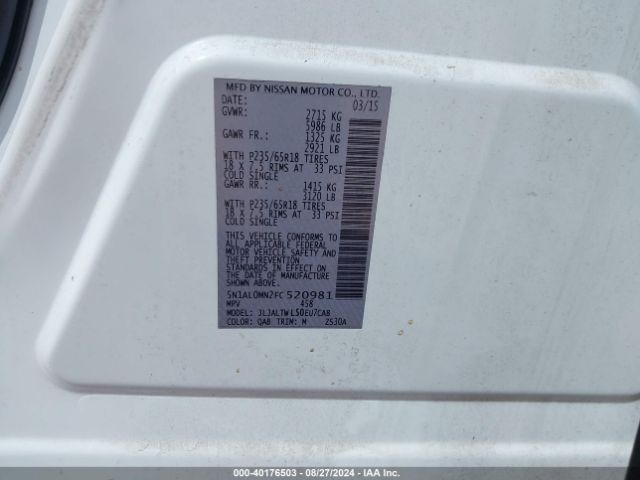 MFD BY NISSAN MOTOR CO., LTD.
DATE: 03/15
GVWR: 2715 KG
5986 LB
GAWR FR.: 1325 KG
2921 LB
WITH P235/65R18 TIRES
18 X 7.5 RIMS AT 33 PSI
COLD SINGLE
GAWR RR.: 1415 KG
3120 LB
WITH P235/65R18 TIRES
18 X 7.5 RIMS AT 33 PSI
COLD SINGLE
THIS VEHICLE CONFORMS TO
ALL APPLICABLE FEDERAL
MOTOR VEHICLE SAFETY AND
THEFT PREVENTION
STANDARDS IN EFFECT ON
THE DATE OF MANUFACTURE
SHOWN ABOVE.
5N1AL0MN2FC520981
MPV 458
MODEL: JLJALTWL50EU7CAB
COLOR: QAB TRIM: M ZS30A
000-40176503 - 08/27/2024 - IAA Inc.